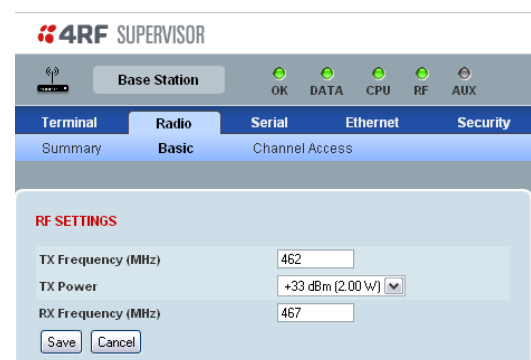 4RF SUPERVISOR
Base Station
OK DATA CPU RF AUX
Terminal Radio Serial Ethernet Security
Summary Basic Channel Access
RF SETTINGS
TX Frequency (MHz) 462
TX Power +33 dBm (2.00 W)
RX Frequency (MHz) 467
Save Cancel